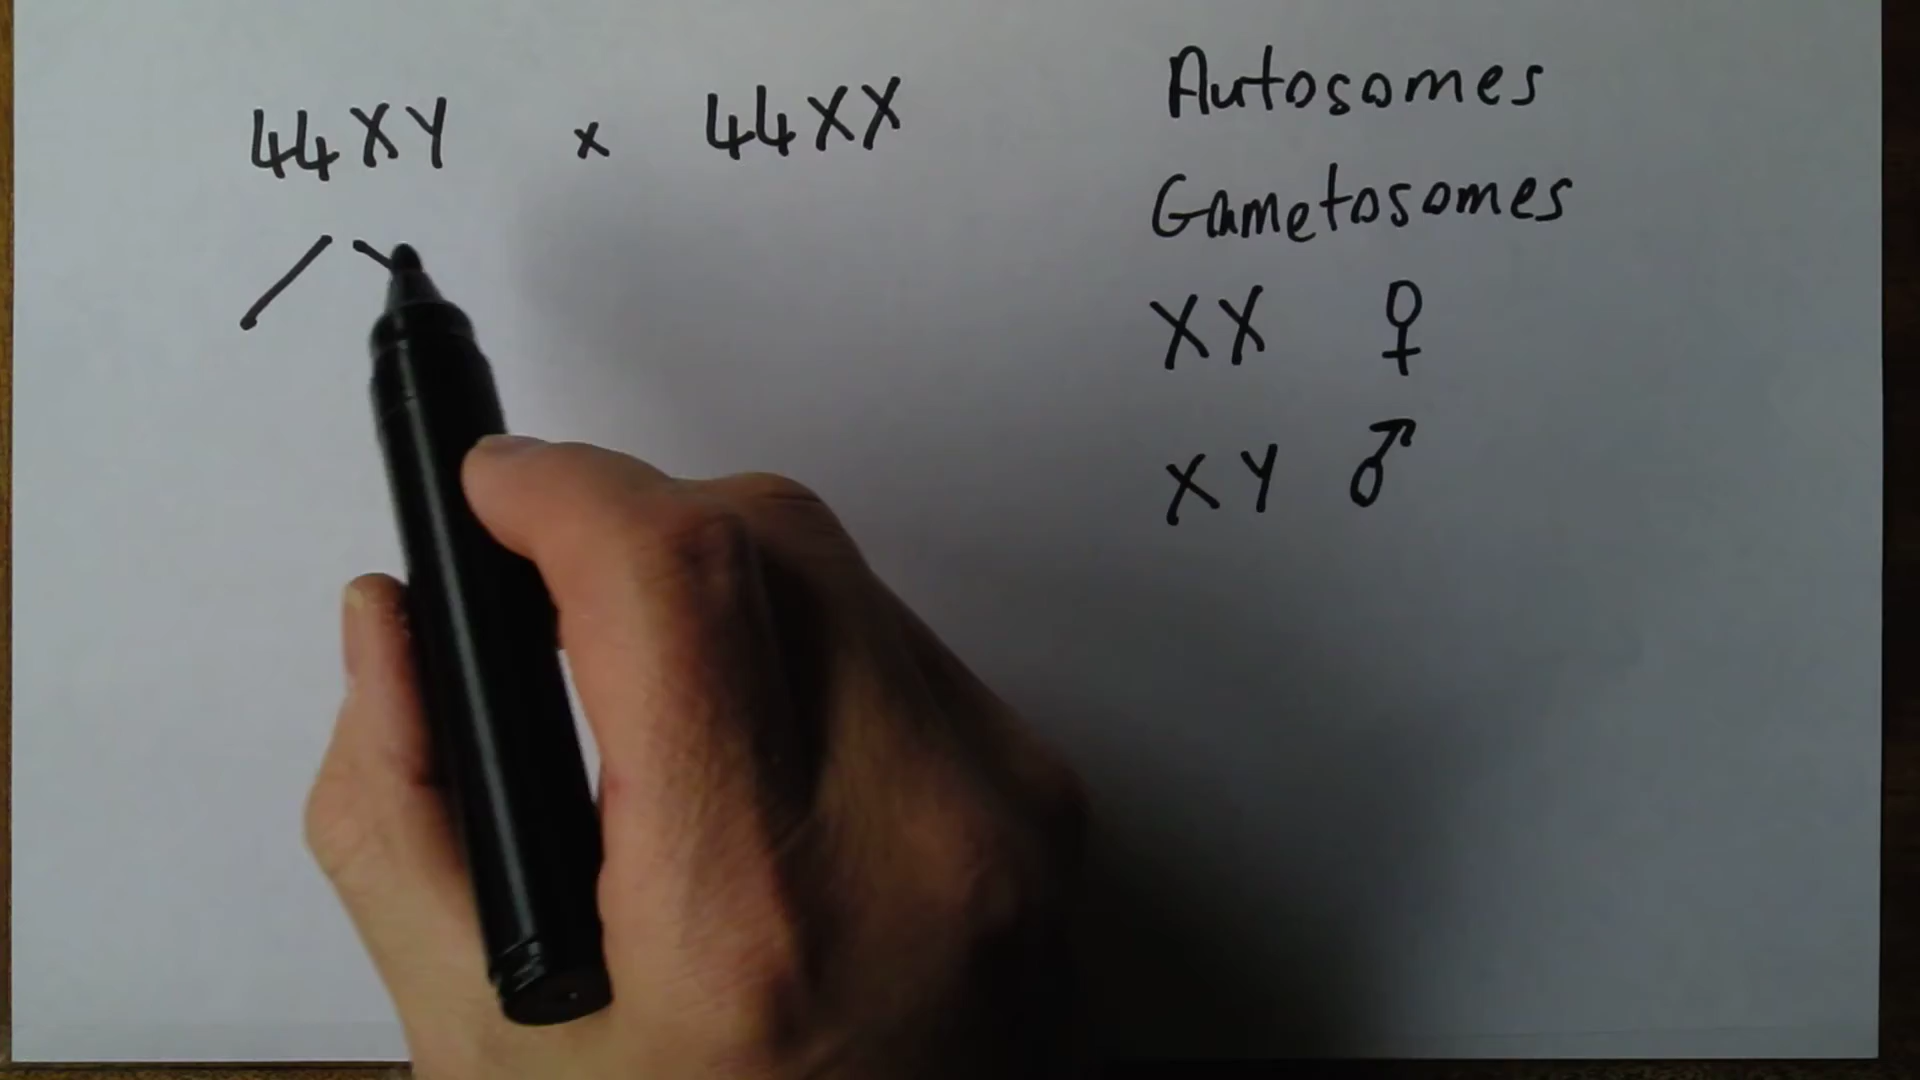 44XY x 44XX
Autosomes
Gametosomes
XX ♀
XY ♂